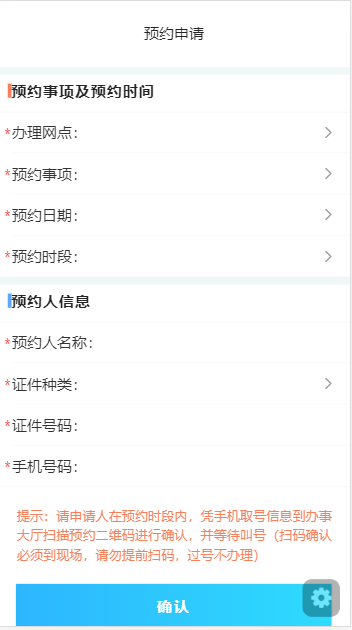 预约申请
预约事项及预约时间
*办理网点：
*预约事项：
*预约日期：
*预约时段：
预约人信息
*预约人名称：
*证件种类：
*证件号码：
*手机号码：
提示：请申请人在预约时段内，凭手机取号信息到办事
大厅扫描预约二维码进行确认，并等待叫号（扫码确认
必须到现场，请勿提前扫码，过号不办理）
确认